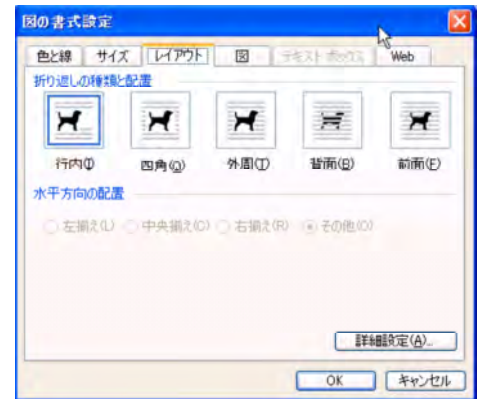 図の書式設定
色と線 サイズ レイアウト 図 テキスト ボックス Web
折り返しの種類と配置
行内(I) 四角(Q) 外周(T) 背面(B) 前面(F)
水平方向の配置
左揃え(L) 中央揃え(C) 右揃え(R) その他(O)
詳細設定(A)...
OK キャンセル